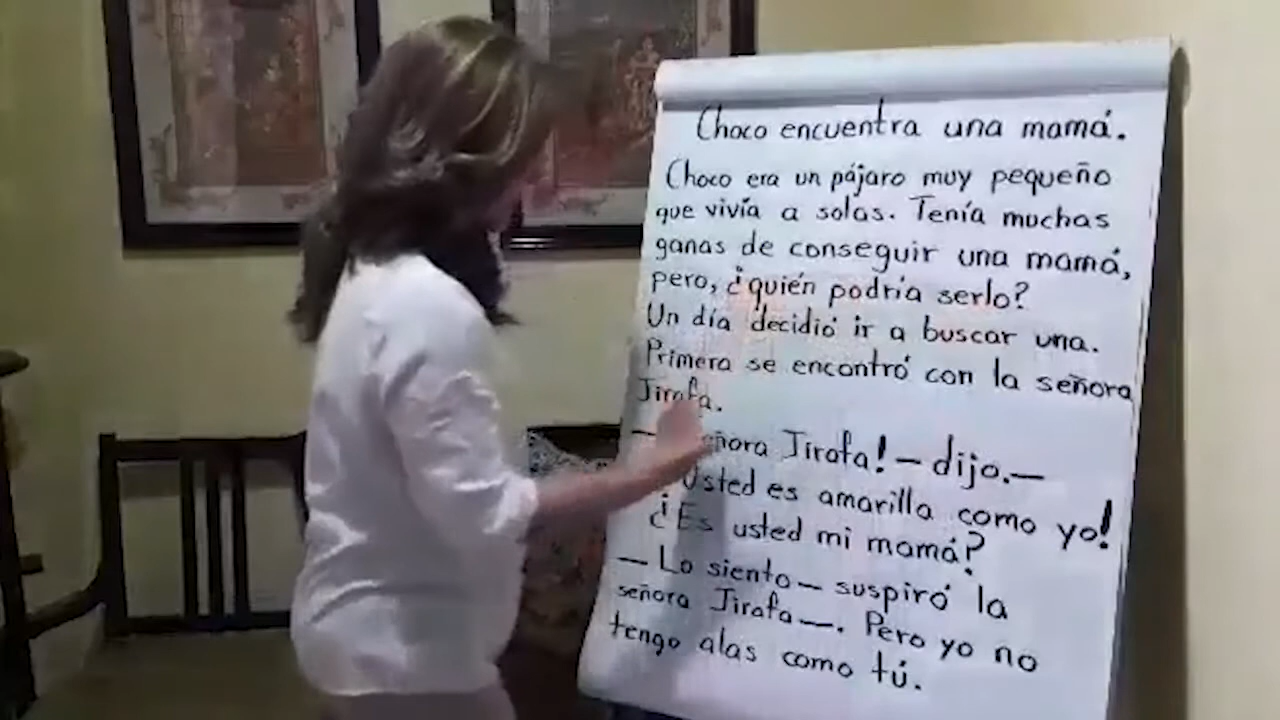 Choco encuentra una mamá.
Choco era un pájaro muy pequeño
que vivía a solas. Tenía muchas
ganas de conseguir una mamá,
pero, ¿quién podría serlo?
Un día decidió ir a buscar una.
Primero se encontró con la señora
Jirafa.
— señora Jirafa! — dijo. —
Usted es amarilla como yo!
¿Es usted mi mamá?
— Lo siento — suspiró la
señora Jirafa —. Pero yo no
tengo alas como tú.